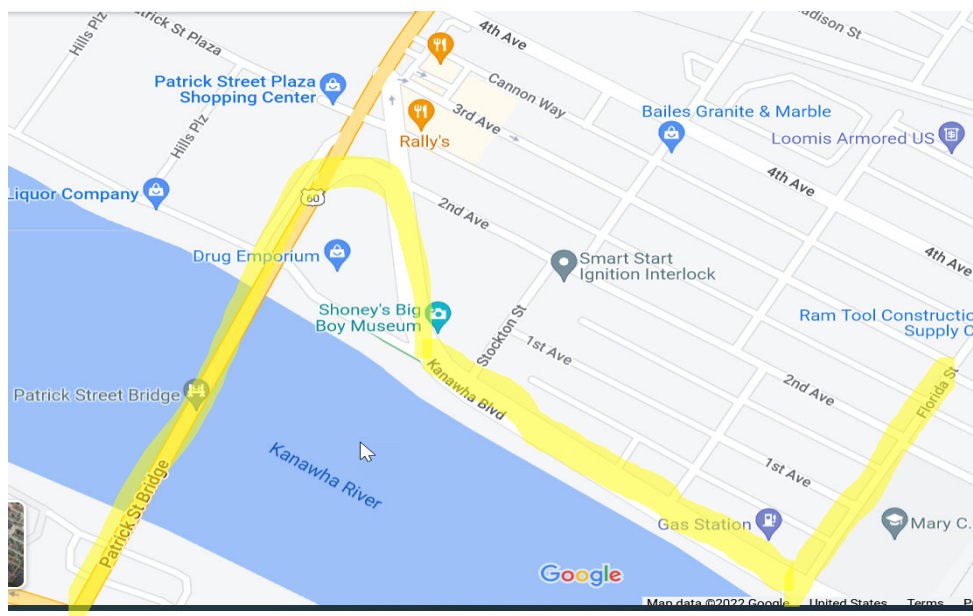 Hills Plz
trick St Plaza
4th Ave
adison St
Patrick Street Plaza
Shopping Center
Cannon Way
3rd Ave
Rally's
Bailes Granite & Marble
Loomis Armored US
Hills Plz
Liquor Company
60
2nd Ave
4th Ave
Drug Emporium
Smart Start
Ignition Interlock
4th Ave
Shoney's Big
Boy Museum
Stockton St
1st Ave
Ram Tool Constructio
Supply C
Kanawha Blvd
2nd Ave
Florida St
Patrick Street Bridge
Kanawha River
Patrick St Bridge
1st Ave
Gas Station
Mary C.
Google
Map data ©2022 Google
United States
Terms
P